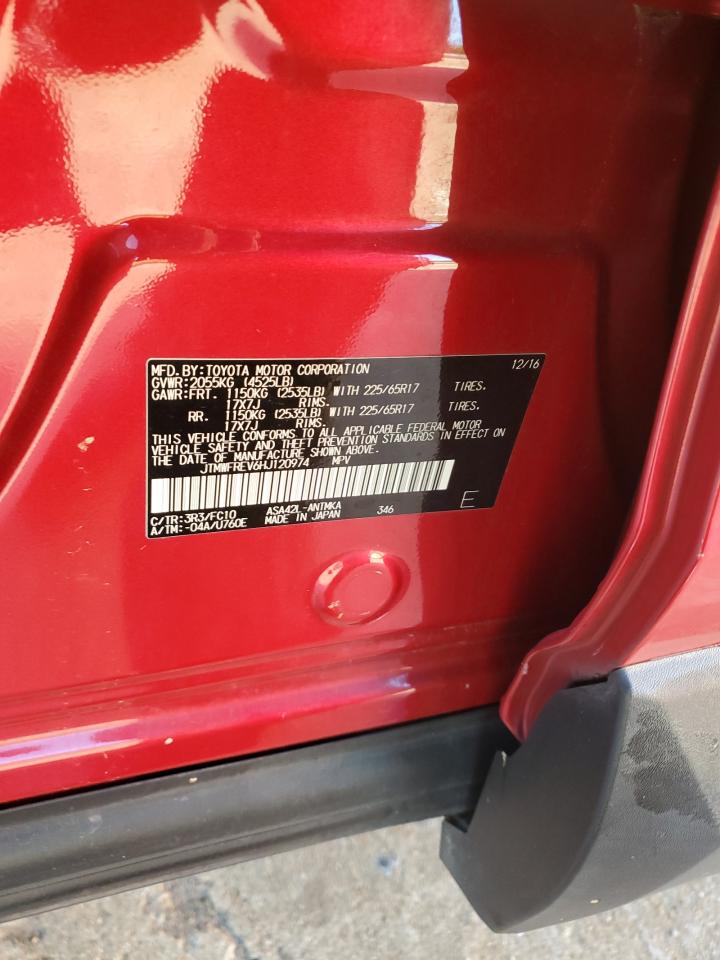 MFD. BY: TOYOTA MOTOR CORPORATION 12/16
GVWR: 2055KG (4525LB)
GAWR: FRT. 1150KG (2535LB) WITH 225/65R17 TIRES.
17X7J RIMS.
RR. 1150KG (2535LB) WITH 225/65R17 TIRES.
17X7J RIMS.
THIS VEHICLE CONFORMS TO ALL APPLICABLE FEDERAL MOTOR
VEHICLE SAFETY AND THEFT PREVENTION STANDARDS IN EFFECT ON
THE DATE OF MANUFACTURE SHOWN ABOVE.
JTMWFREV6HJ120974 MPV
C/TR: 3R3/FC10 ASA42L-ANTMKA 346 E
A/TM: -04A/U760E MADE IN JAPAN